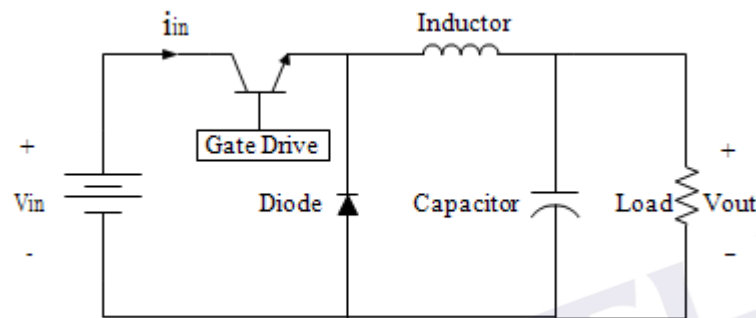 Inductor
iin
Gate Drive
+
+
Vin
Diode
Capacitor
Load
Vout
-
-